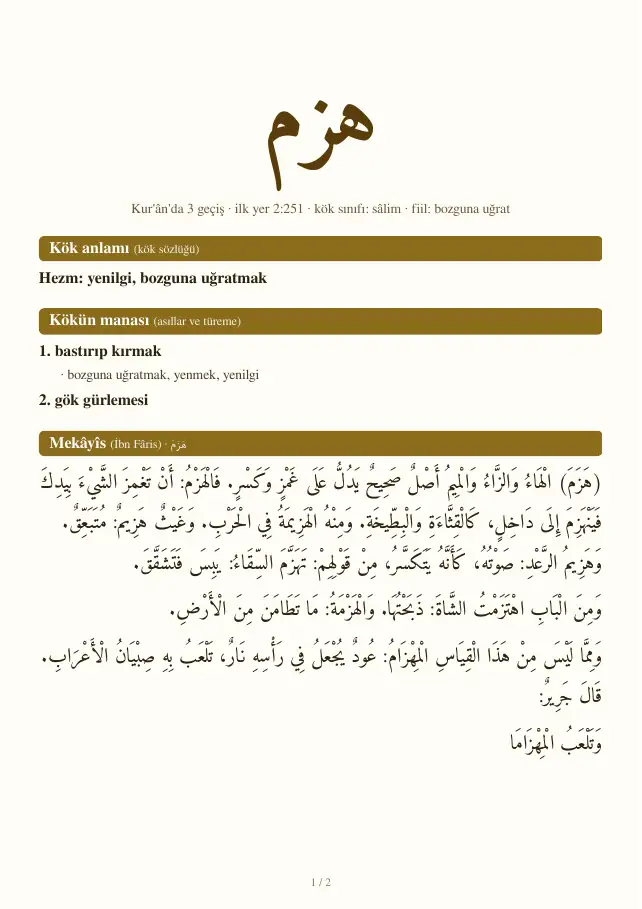 هزم
Kur'ân'da 3 geçiş · ilk yer 2:251 · kök sınıfı: sâlim · fiil: bozguna uğrat
Kök anlamı (kök sözlüğü)
Hezm: yenilgi, bozguna uğratmak
Kökün manası (asıllar ve türeme)
1. bastırıp kırmak
· bozguna uğratmak, yenmek, yenilgi
2. gök gürlemesi
Mekâyîs (İbn Fâris) · هَزَمَ
(هَزَمَ) الْهَاءُ وَالزَّاءُ وَالْمِيمُ أَصْلٌ صَحِيحٌ يَدُلُّ عَلَى غَمْزٍ وَكَسْرٍ. فَالْهَزْمُ: أَنْ تَغْمِزَ الشَّيْءَ بِيَدِكَ
فَيَنْهَزِمَ إِلَى دَاخِلٍ، كَالْقِثَّاءَةِ وَالْبِطِّيخَةِ. وَمِنْهُ الْهَزِيمَةُ فِي الْحَرْبِ. وَغَيْثٌ هَزِيمٌ: مُتَبَعِّقٌ.
وَهَزِيمُ الرَّعْدِ: صَوْتُهُ، كَأَنَّهُ يَتَكَسَّرُ، مِنْ قَوْلِهِمْ: تَهَزَّمَ السِّقَاءُ: يَبِسَ فَتَشَقَّقَ.
وَمِنَ الْبَابِ اهْتَزَمْتُ الشَّاةَ: ذَبَحْتُهَا. وَالْهَزْمَةُ: مَا تَطَامَنَ مِنَ الْأَرْضِ.
وَمِمَّا لَيْسَ مِنْ هَذَا الْقِيَاسِ الْمِهْزَامُ: عُودٌ يُجْعَلُ فِي رَأْسِهِ نَارٌ، تَلْعَبُ بِهِ صِبْيَانُ الْأَعْرَابِ.
قَالَ جَرِيرٌ:
وَتَلْعَبُ الْمِهْزَامَا
1 / 2